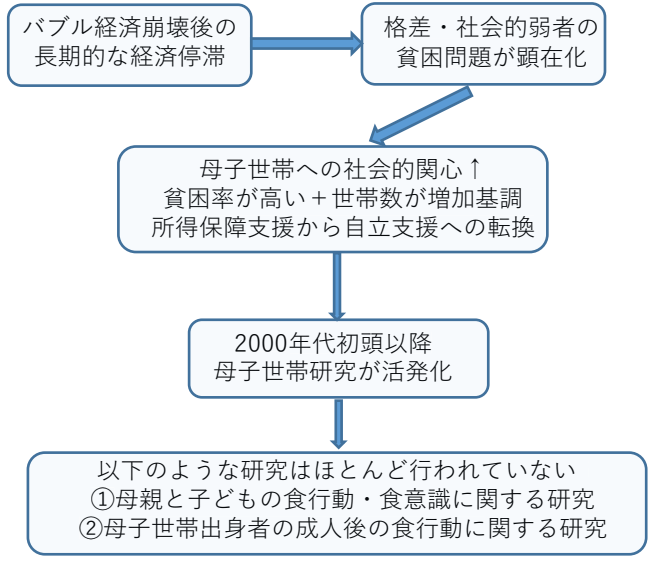 バブル経済崩壊後の
長期的な経済停滞
格差・社会的弱者の
貧困問題が顕在化
母子世帯への社会的関心↑
貧困率が高い＋世帯数が増加基調
所得保障支援から自立支援への転換
2000年代初頭以降
母子世帯研究が活発化
以下のような研究はほとんど行われていない
①母親と子どもの食行動・食意識に関する研究
②母子世帯出身者の成人後の食行動に関する研究